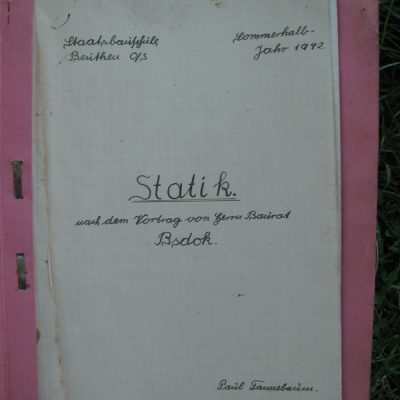 Staatsbauschule
Beuthen O/S
Sommerhalb-
Jahr 1942.
Statik.
nach dem Vortrag von Herrn Baurat
Bsdok.
Paul Tannebaum.